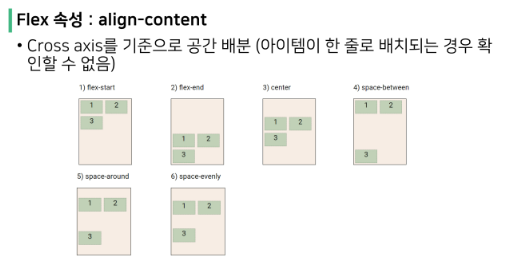 Flex 속성 : align-content
• Cross axis를 기준으로 공간 배분 (아이템이 한 줄로 배치되는 경우 확
인할 수 없음)
1) flex-start
2) flex-end
3) center
4) space-between
1 2
3
1 2
3
1 2
3
1 2
3
5) space-around
6) space-evenly
1 2
3
1 2
3